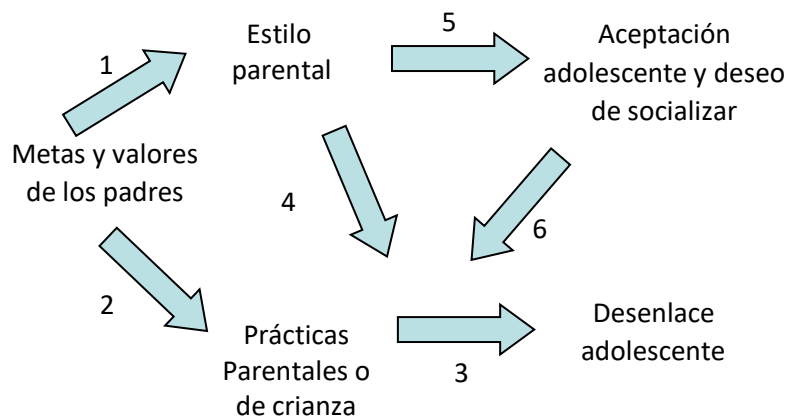 Estilo
parental
5
Aceptación
adolescente y deseo
de socializar
1
Metas y valores
de los padres
4
6
2
Prácticas
Parentales o
de crianza
3
Desenlace
adolescente